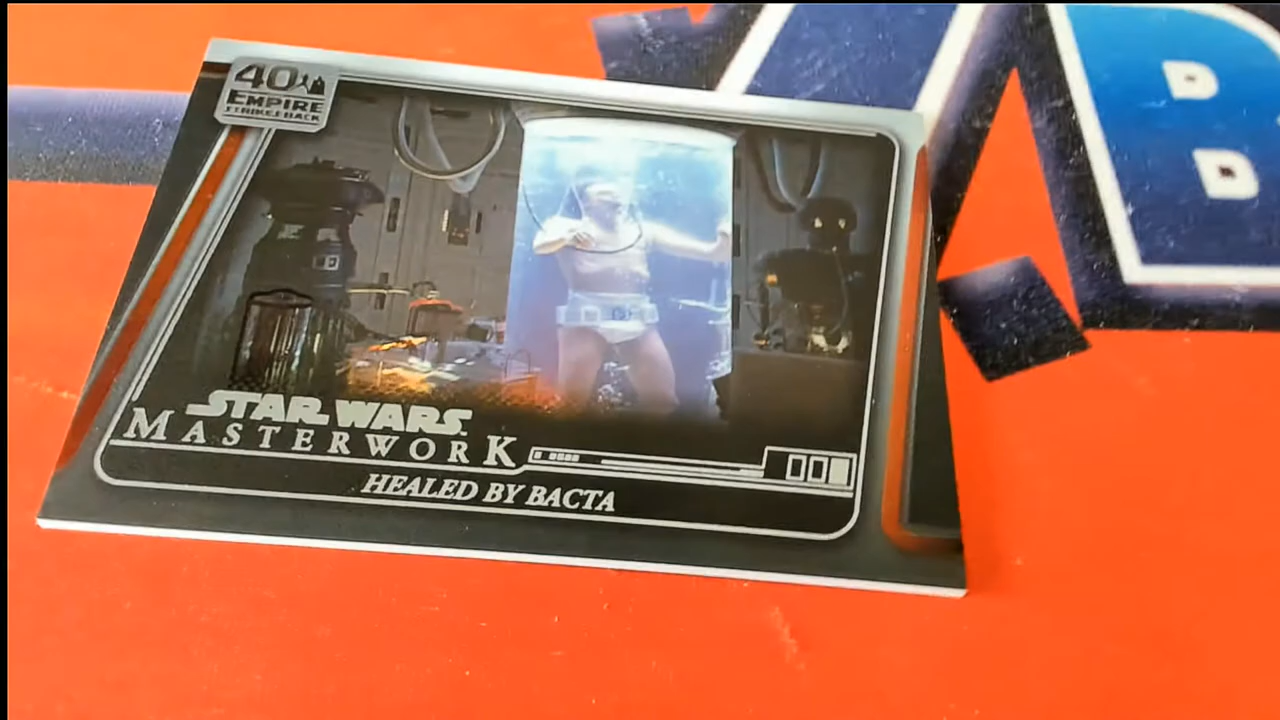 40
EMPIRE
STRIKES BACK
STAR WARS
MASTERWORK
HEALED BY BACTA
B